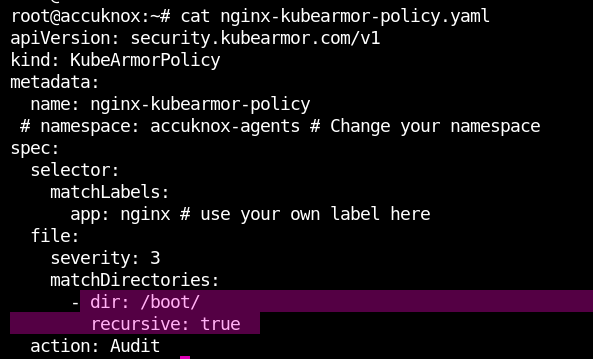 root@accuknox:~# cat nginx-kubearmor-policy.yaml
apiVersion: security.kubearmor.com/v1
kind: KubeArmorPolicy
metadata:
  name: nginx-kubearmor-policy
 # namespace: accuknox-agents # Change your namespace
spec:
  selector:
    matchLabels:
      app: nginx # use your own label here
  file:
    severity: 3
    matchDirectories:
      - dir: /boot/
        recursive: true
  action: Audit